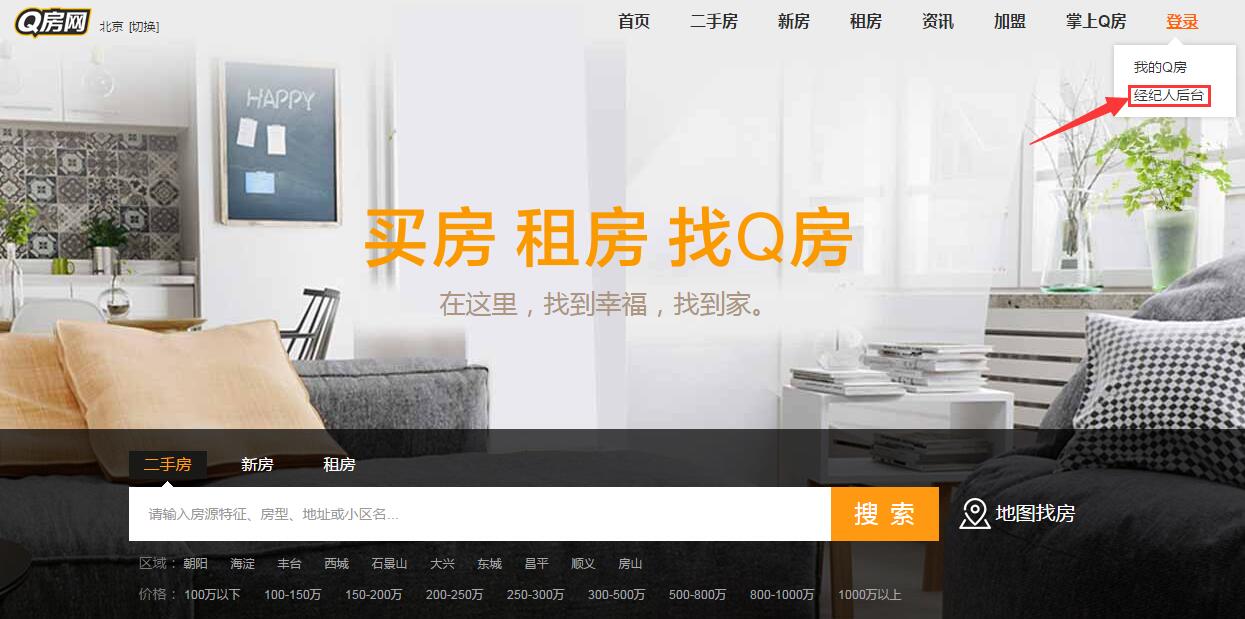 Q房网 北京 [切换] 首页 二手房 新房 租房 资讯 加盟 掌上Q房 登录
我的Q房
经纪人后台
HAPPY
买房 租房 找Q房
在这里，找到幸福，找到家。
二手房 新房 租房
请输入房源特征、房型、地址或小区名... 搜 索 地图找房
区域： 朝阳 海淀 丰台 西城 石景山 大兴 东城 昌平 顺义 房山
价格： 100万以下 100-150万 150-200万 200-250万 250-300万 300-500万 500-800万 800-1000万 1000万以上